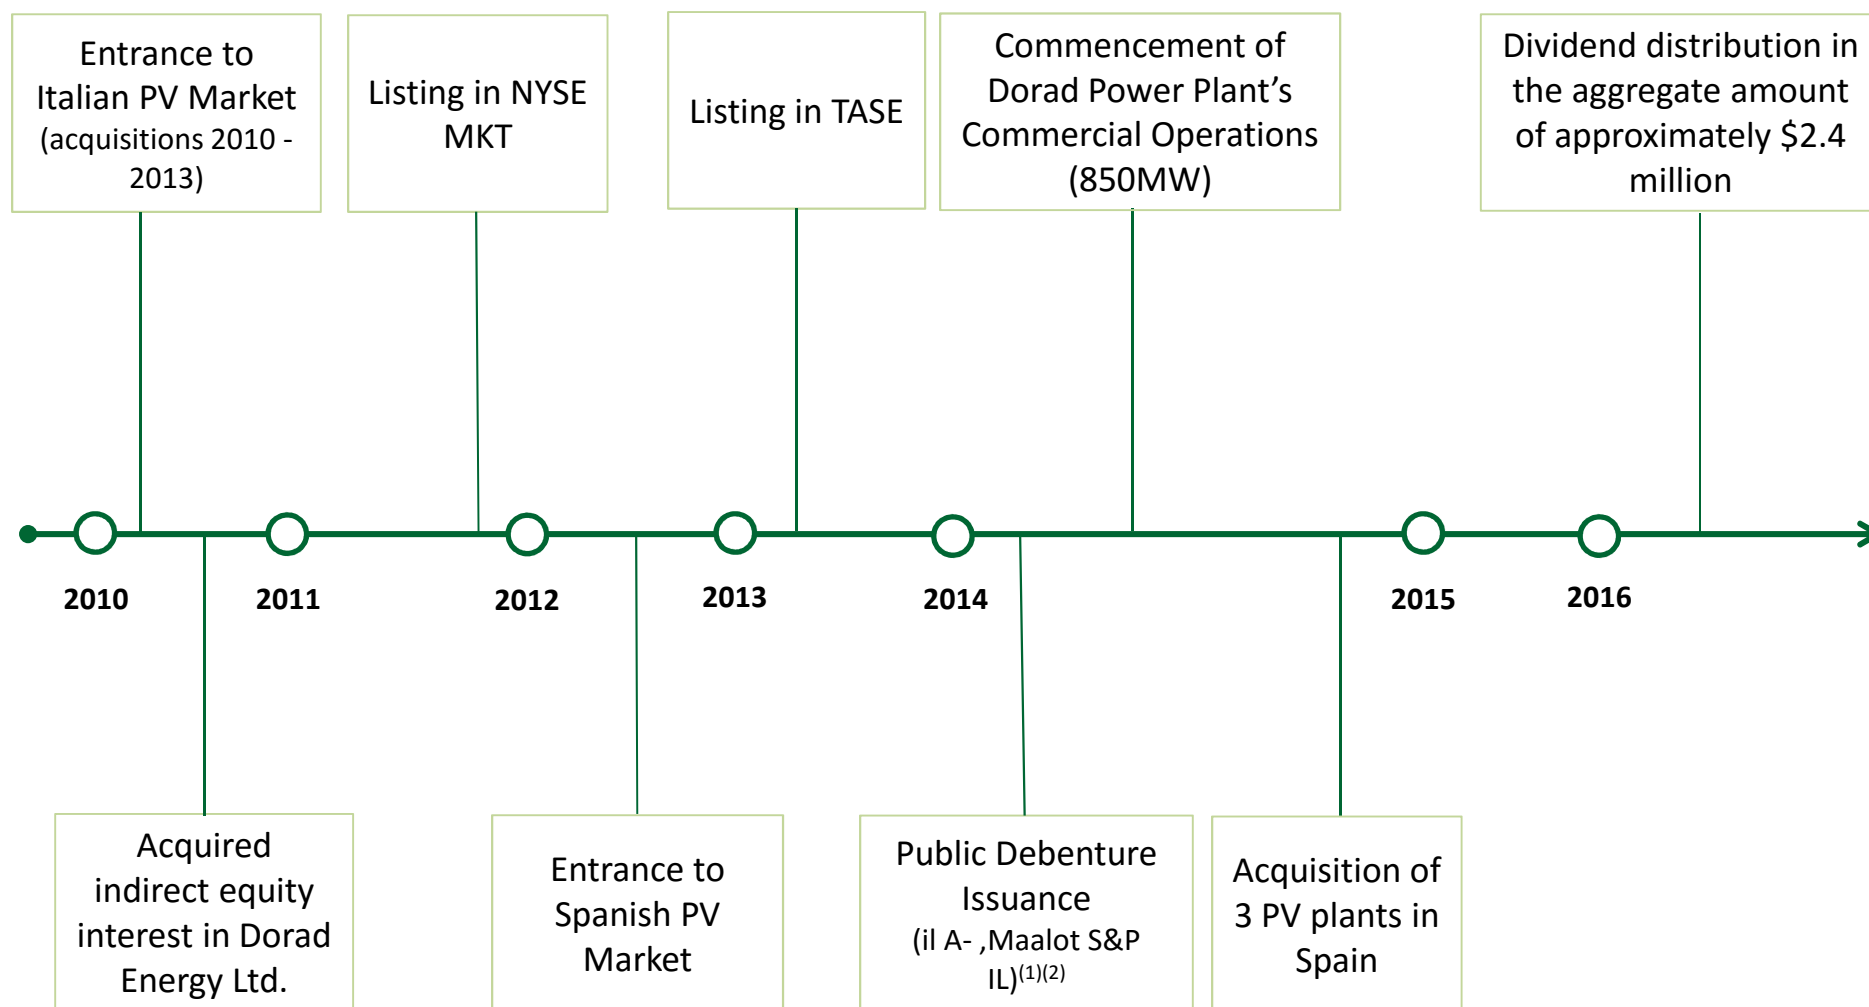 Entrance to
Italian PV Market
(acquisitions 2010 -
2013)
Listing in NYSE
MKT
Listing in TASE
Commencement of
Dorad Power Plant’s
Commercial Operations
(850MW)
Dividend distribution in
the aggregate amount
of approximately $2.4
million
2010
2011
2012
2013
2014
2015
2016
Acquired
indirect equity
interest in Dorad
Energy Ltd.
Entrance to
Spanish PV
Market
Public Debenture
Issuance
(il A- ,Maalot S&P
IL)(1)(2)
Acquisition of
3 PV plants in
Spain